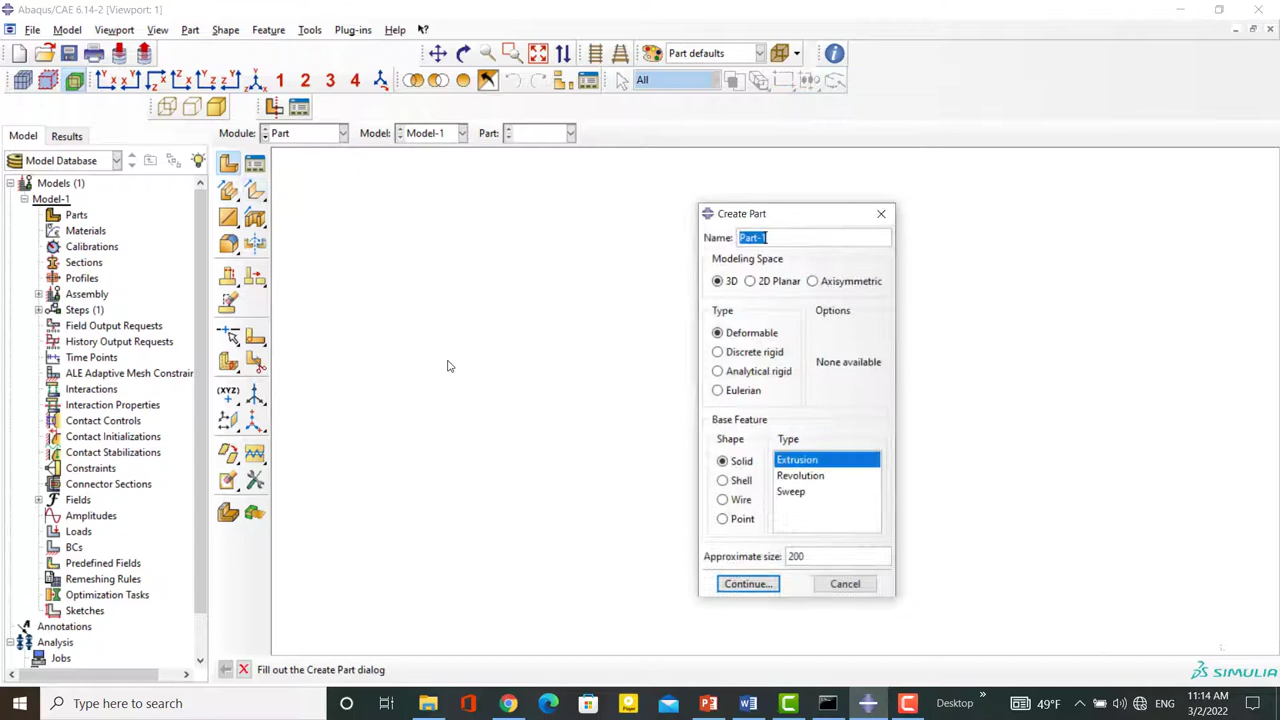 Abaqus/CAE 6.14-2 [Viewport: 1]
File Model Viewport View Part Shape Feature Tools Plug-ins Help
Part defaults
1 2 3 4 All
Module: Part Model: Model-1 Part:
Model Results
Model Database
Models (1)
Model-1
Parts
Materials
Calibrations
Sections
Profiles
Assembly
Steps (1)
Field Output Requests
History Output Requests
Time Points
ALE Adaptive Mesh Constrain
Interactions
Interaction Properties
Contact Controls
Contact Initializations
Contact Stabilizations
Constraints
Connector Sections
Fields
Amplitudes
Loads
BCs
Predefined Fields
Remeshing Rules
Optimization Tasks
Sketches
Annotations
Analysis
Jobs
(XYZ)
Create Part
Name: Part-1
Modeling Space
3D 2D Planar Axisymmetric
Type Options
Deformable
Discrete rigid
Analytical rigid
Eulerian
None available
Base Feature
Shape Type
Solid
Shell
Wire
Point
Extrusion
Revolution
Sweep
Approximate size: 200
Continue... Cancel
Fill out the Create Part dialog
SIMULIA
Type here to search
Desktop
49°F
ENG
11:14 AM
3/2/2022